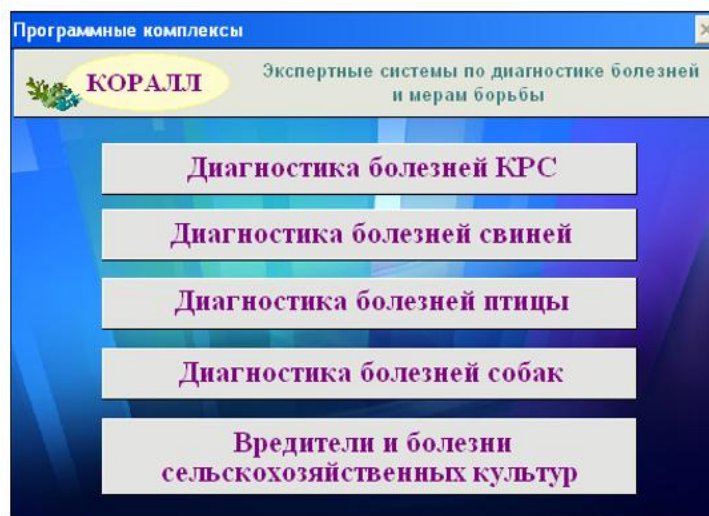 Программные комплексы
КОРАЛЛ
Экспертные системы по диагностике болезней
и мерам борьбы
Диагностика болезней КРС
Диагностика болезней свиней
Диагностика болезней птицы
Диагностика болезней собак
Вредители и болезни
сельскохозяйственных культур